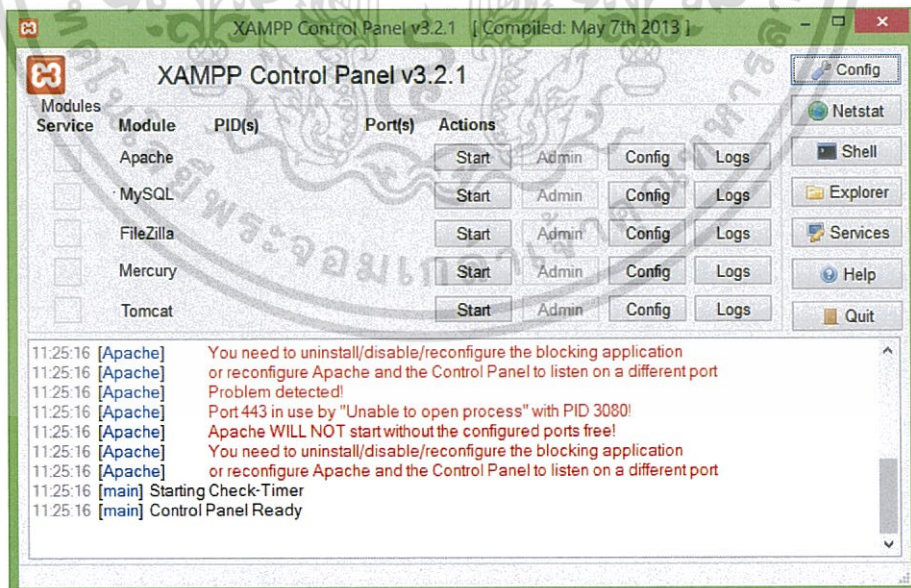 XAMPP Control Panel v3.2.1 [ Compiled: May 7th 2013 ]
XAMPP Control Panel v3.2.1
Config
Modules
Service Module PID(s) Port(s) Actions
Netstat
Apache Start Admin Config Logs
Shell
MySQL Start Admin Config Logs
Explorer
FileZilla Start Admin Config Logs
Services
Mercury Start Admin Config Logs
Help
Tomcat Start Admin Config Logs
Quit
11:25:16 [Apache] You need to uninstall/disable/reconfigure the blocking application
11:25:16 [Apache] or reconfigure Apache and the Control Panel to listen on a different port
11:25:16 [Apache] Problem detected!
11:25:16 [Apache] Port 443 in use by "Unable to open process" with PID 3080!
11:25:16 [Apache] Apache WILL NOT start without the configured ports free!
11:25:16 [Apache] You need to uninstall/disable/reconfigure the blocking application
11:25:16 [Apache] or reconfigure Apache and the Control Panel to listen on a different port
11:25:16 [main] Starting Check-Timer
11:25:16 [main] Control Panel Ready